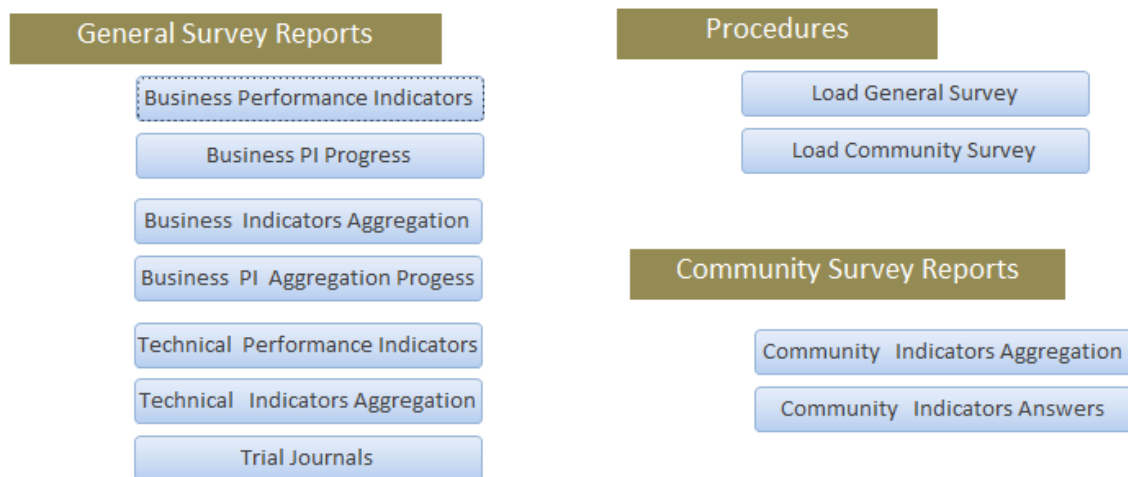 General Survey Reports
Business Performance Indicators
Business PI Progress
Business Indicators Aggregation
Business PI Aggregation Progess
Technical Performance Indicators
Technical Indicators Aggregation
Trial Journals
Procedures
Load General Survey
Load Community Survey
Community Survey Reports
Community Indicators Aggregation
Community Indicators Answers